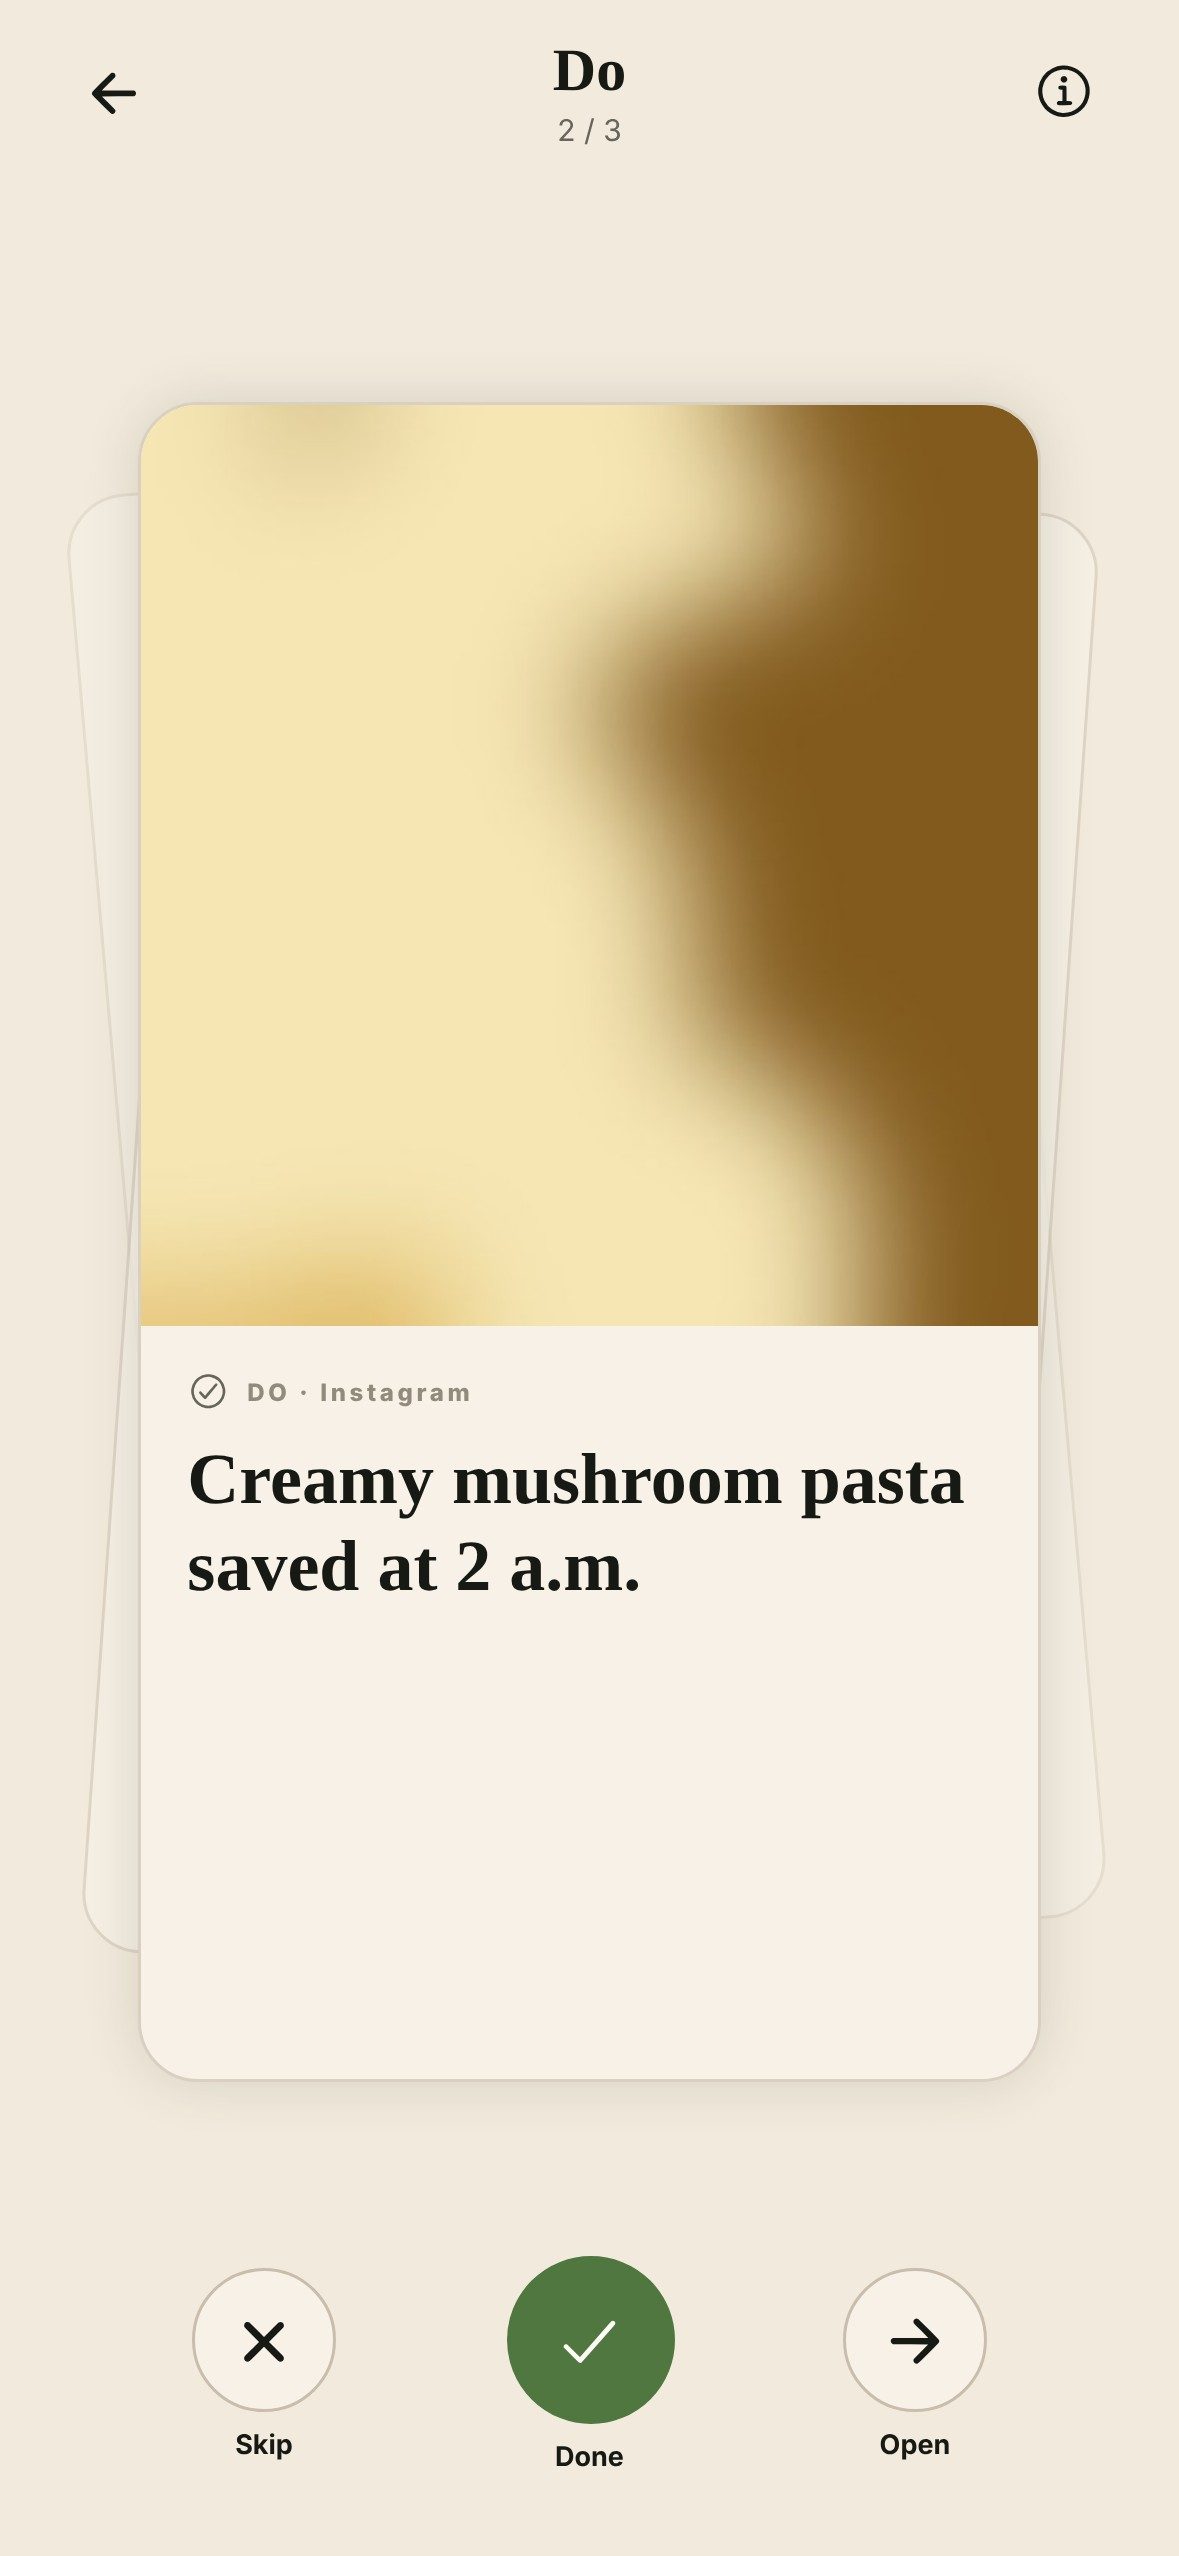 Do
2 / 3
DO · Instagram
Creamy mushroom pasta
saved at 2 a.m.
Skip
Done
Open